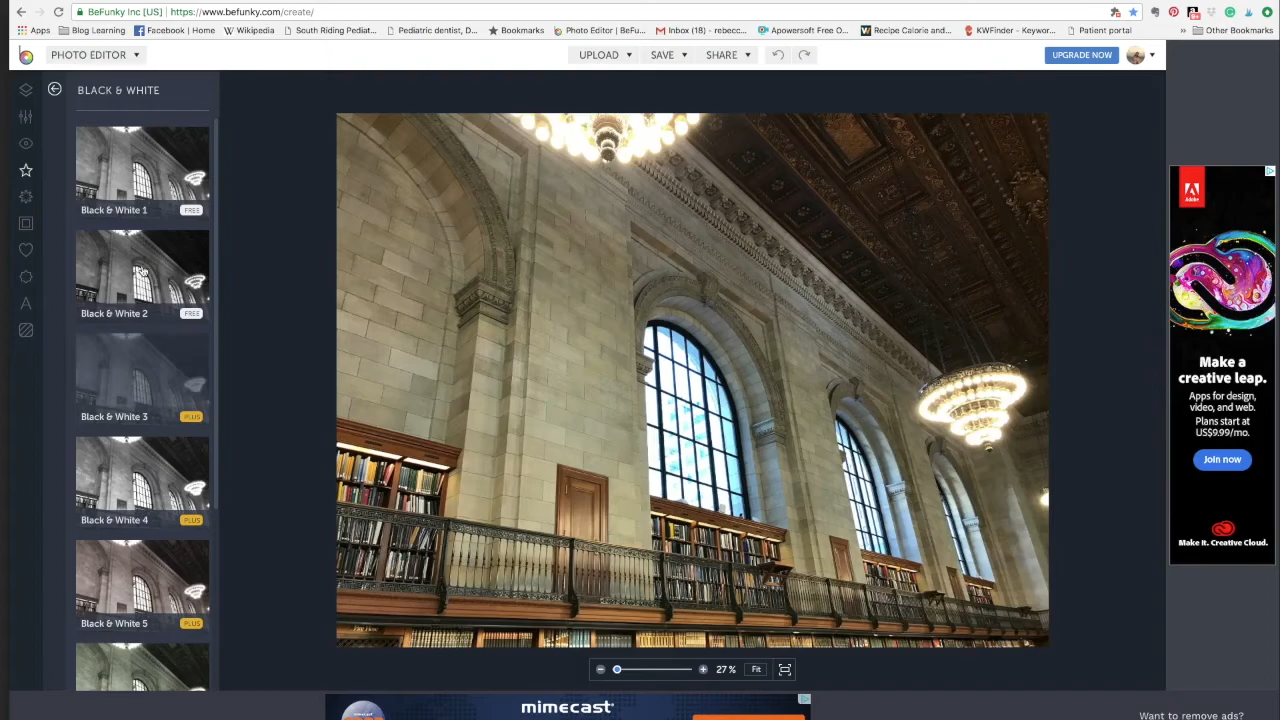 BeFunky Inc [US] | https://www.befunky.com/create/
Apps Blog Learning Facebook | Home Wikipedia South Riding Pediat... Pediatric dentist, D... Bookmarks Photo Editor | BeFu... Inbox (18) - rebecc... Apowersoft Free O... Recipe Calorie and... KWFinder - Keywor... Patient portal » Other Bookmarks
PHOTO EDITOR UPLOAD SAVE SHARE UPGRADE NOW
BLACK & WHITE
Black & White 1 FREE
Black & White 2 FREE
Black & White 3 PLUS
Black & White 4 PLUS
Black & White 5 PLUS
27 % Fit
Adobe
Make a
creative leap.
Apps for design,
video, and web.
Plans start at
US$9.99/mo.
Join now
Make It. Creative Cloud.
mimecast
Want to remove ads?